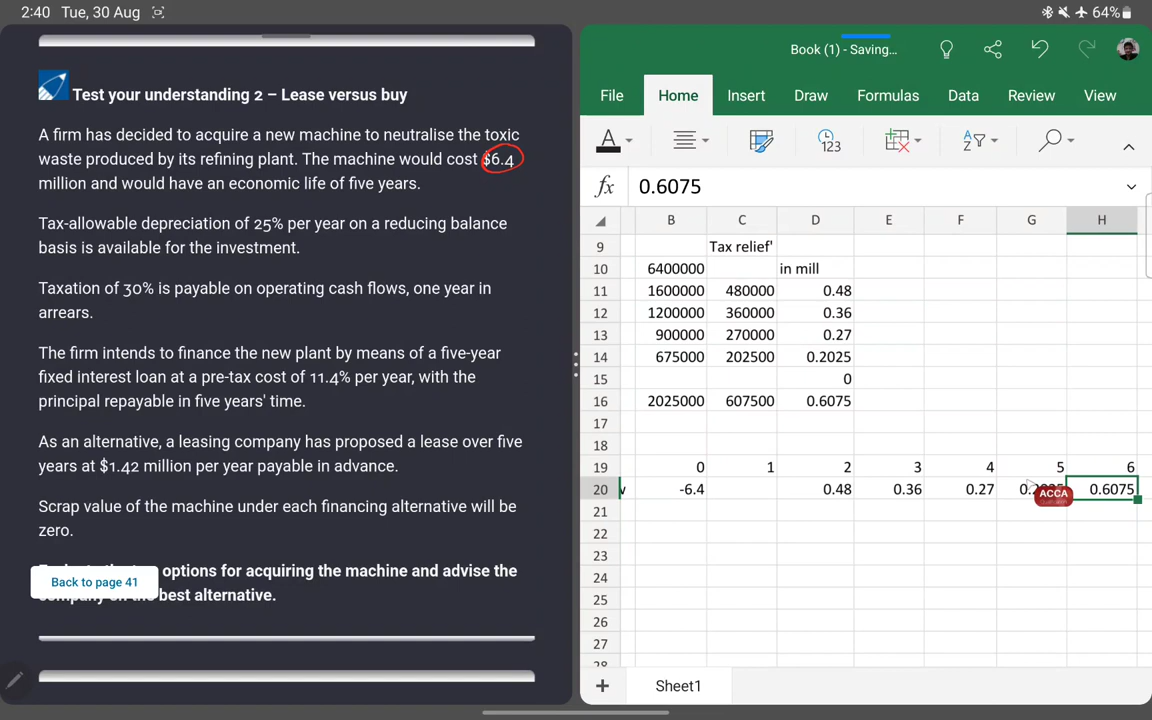 2:40 Tue, 30 Aug
64%
Test your understanding 2 – Lease versus buy
A firm has decided to acquire a new machine to neutralise the toxic
waste produced by its refining plant. The machine would cost $6.4
million and would have an economic life of five years.
Tax-allowable depreciation of 25% per year on a reducing balance
basis is available for the investment.
Taxation of 30% is payable on operating cash flows, one year in
arrears.
The firm intends to finance the new plant by means of a five-year
fixed interest loan at a pre-tax cost of 11.4% per year, with the
principal repayable in five years' time.
As an alternative, a leasing company has proposed a lease over five
years at $1.42 million per year payable in advance.
Scrap value of the machine under each financing alternative will be
zero.
options for acquiring the machine and advise the
best alternative.
Back to page 41
Book (1) - Saving...
File Home Insert Draw Formulas Data Review View
A 123
fx 0.6075
B C D E F G H
9 Tax relief'
10 6400000 in mill
11 1600000 480000 0.48
12 1200000 360000 0.36
13 900000 270000 0.27
14 675000 202500 0.2025
15 0
16 2025000 607500 0.6075
17
18
19 0 1 2 3 4 5 6
20 -6.4 0.48 0.36 0.27 0.6075
ACCA
21
22
23
24
25
26
27
28
+ Sheet1